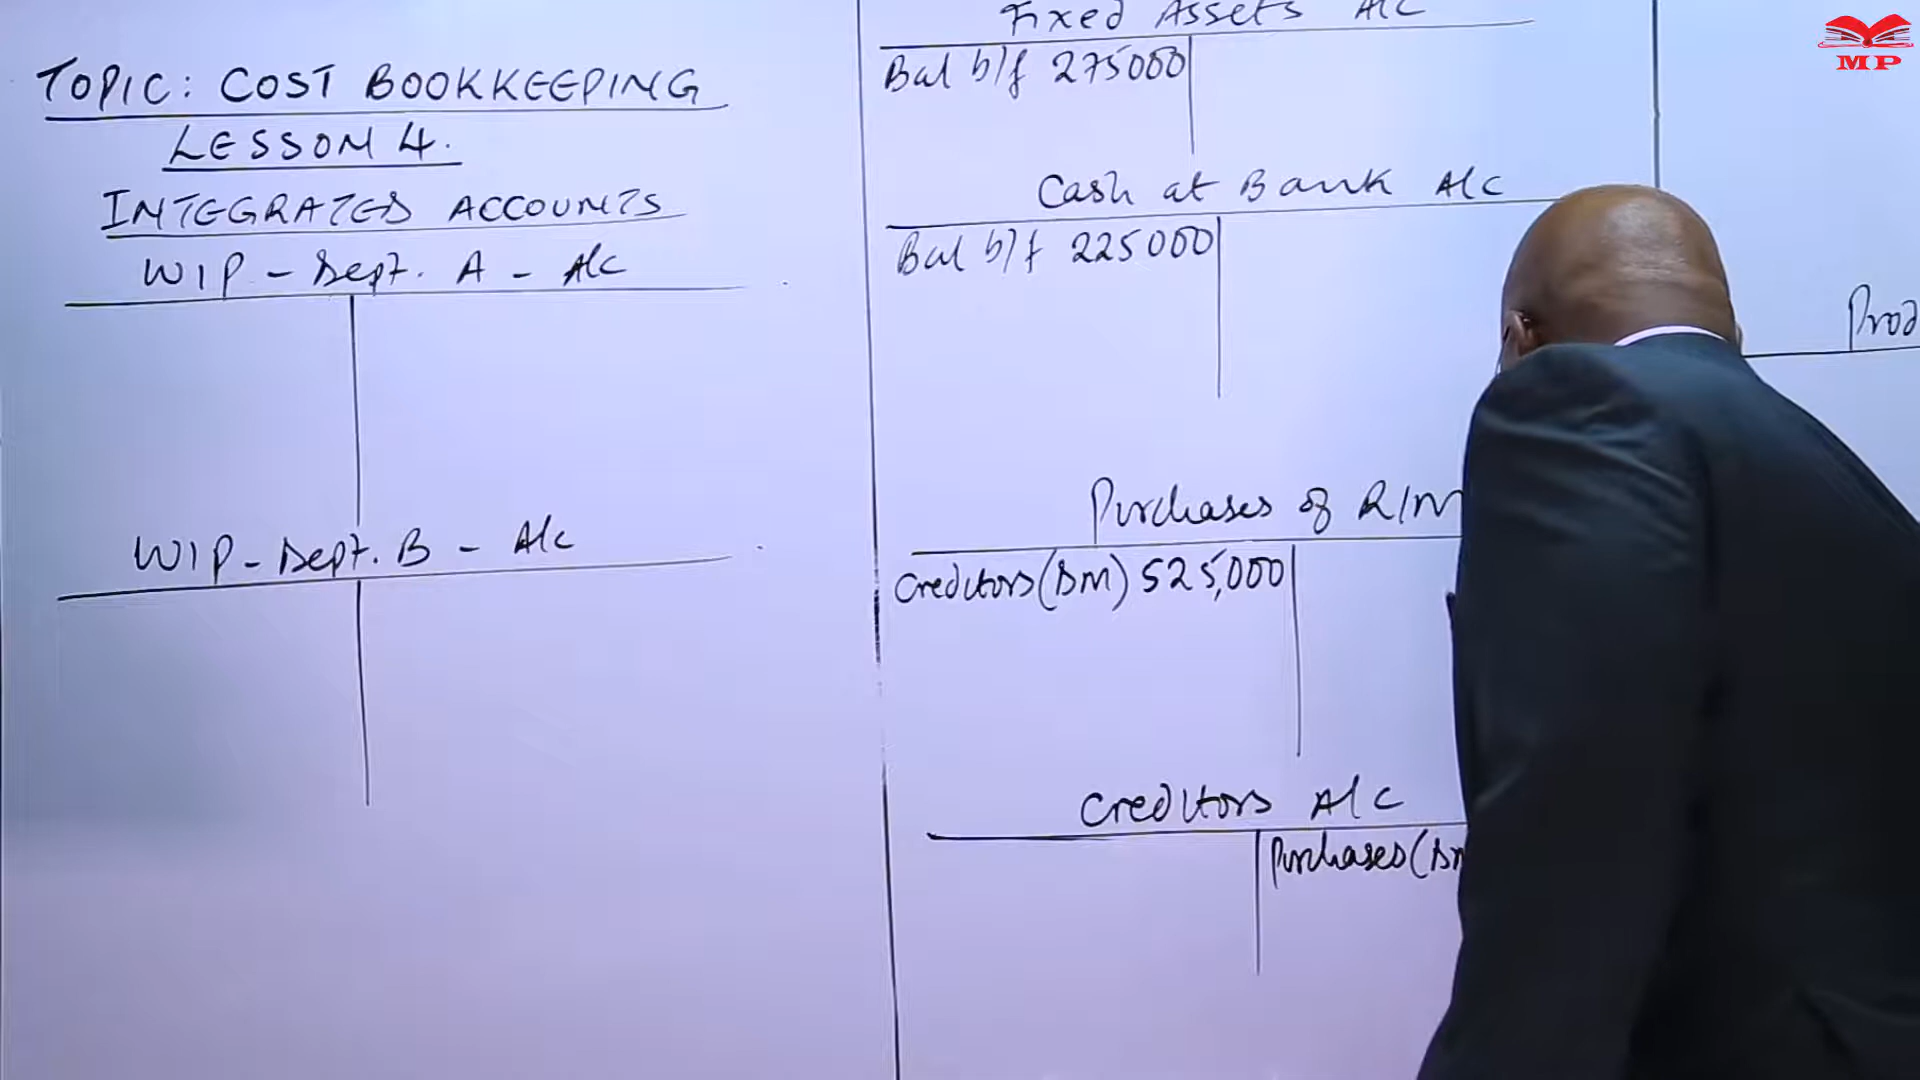 TOPIC: COST BOOKKEEPING
LESSON 4.
INTEGRATED ACCOUNTS
WIP - Dept. A - A/c
WIP - Dept. B - A/c
Fixed Assets A/c
Bal b/f 275000
Cash at Bank A/c
Bal b/f 225000
Purchases of R/M
Creditors (DM) 525,000
Creditors A/c
Purchases (D
Prod
MP